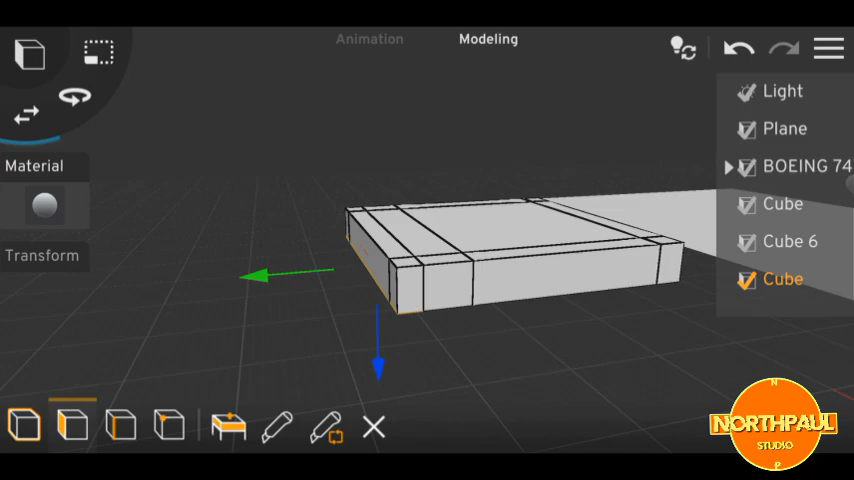 Animation
Modeling
Light
Plane
BOEING 74
Cube
Cube 6
Cube
Material
Transform
N
NORTHPAUL
STUDIO
P